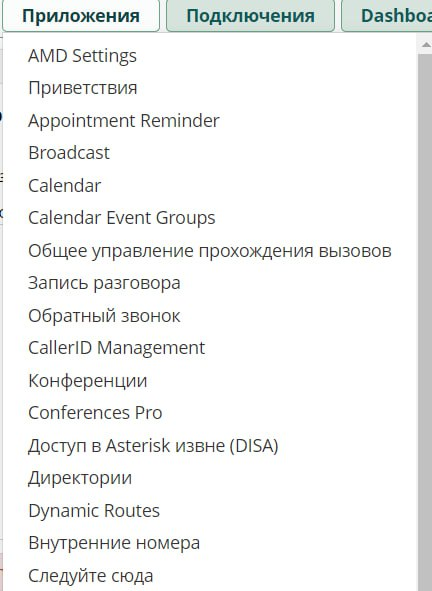 Приложения Подключения Dashboa
AMD Settings
Приветствия
Appointment Reminder
Broadcast
Calendar
Calendar Event Groups
Общее управление прохождения вызовов
Запись разговора
Обратный звонок
CallerID Management
Конференции
Conferences Pro
Доступ в Asterisk извне (DISA)
Директории
Dynamic Routes
Внутренние номера
Следуйте сюда